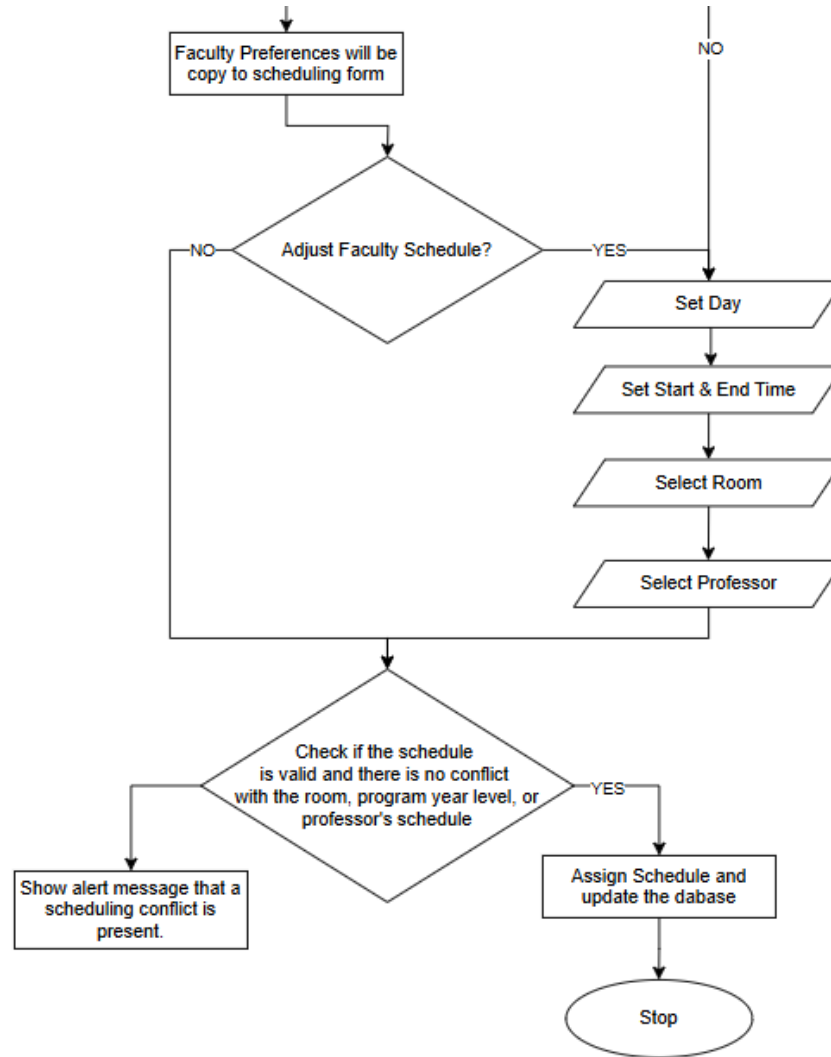 Faculty Preferences will be
copy to scheduling form
NO
NO
Adjust Faculty Schedule?
YES
Set Day
Set Start & End Time
Select Room
Select Professor
Check if the schedule
is valid and there is no conflict
with the room, program year level, or
professor's schedule
YES
Show alert message that a
scheduling conflict is
present.
Assign Schedule and
update the dabase
Stop